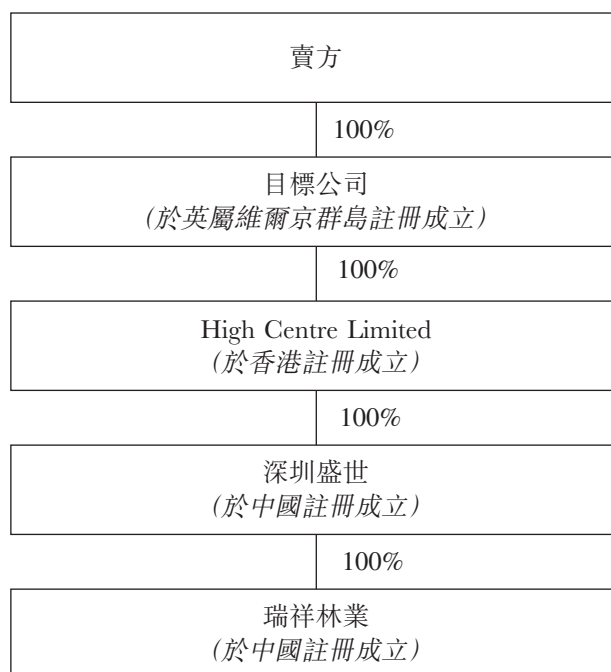 賣方
100%
目標公司
(於英屬維爾京群島註冊成立)
100%
High Centre Limited
(於香港註冊成立)
100%
深圳盛世
(於中國註冊成立)
100%
瑞祥林業
(於中國註冊成立)